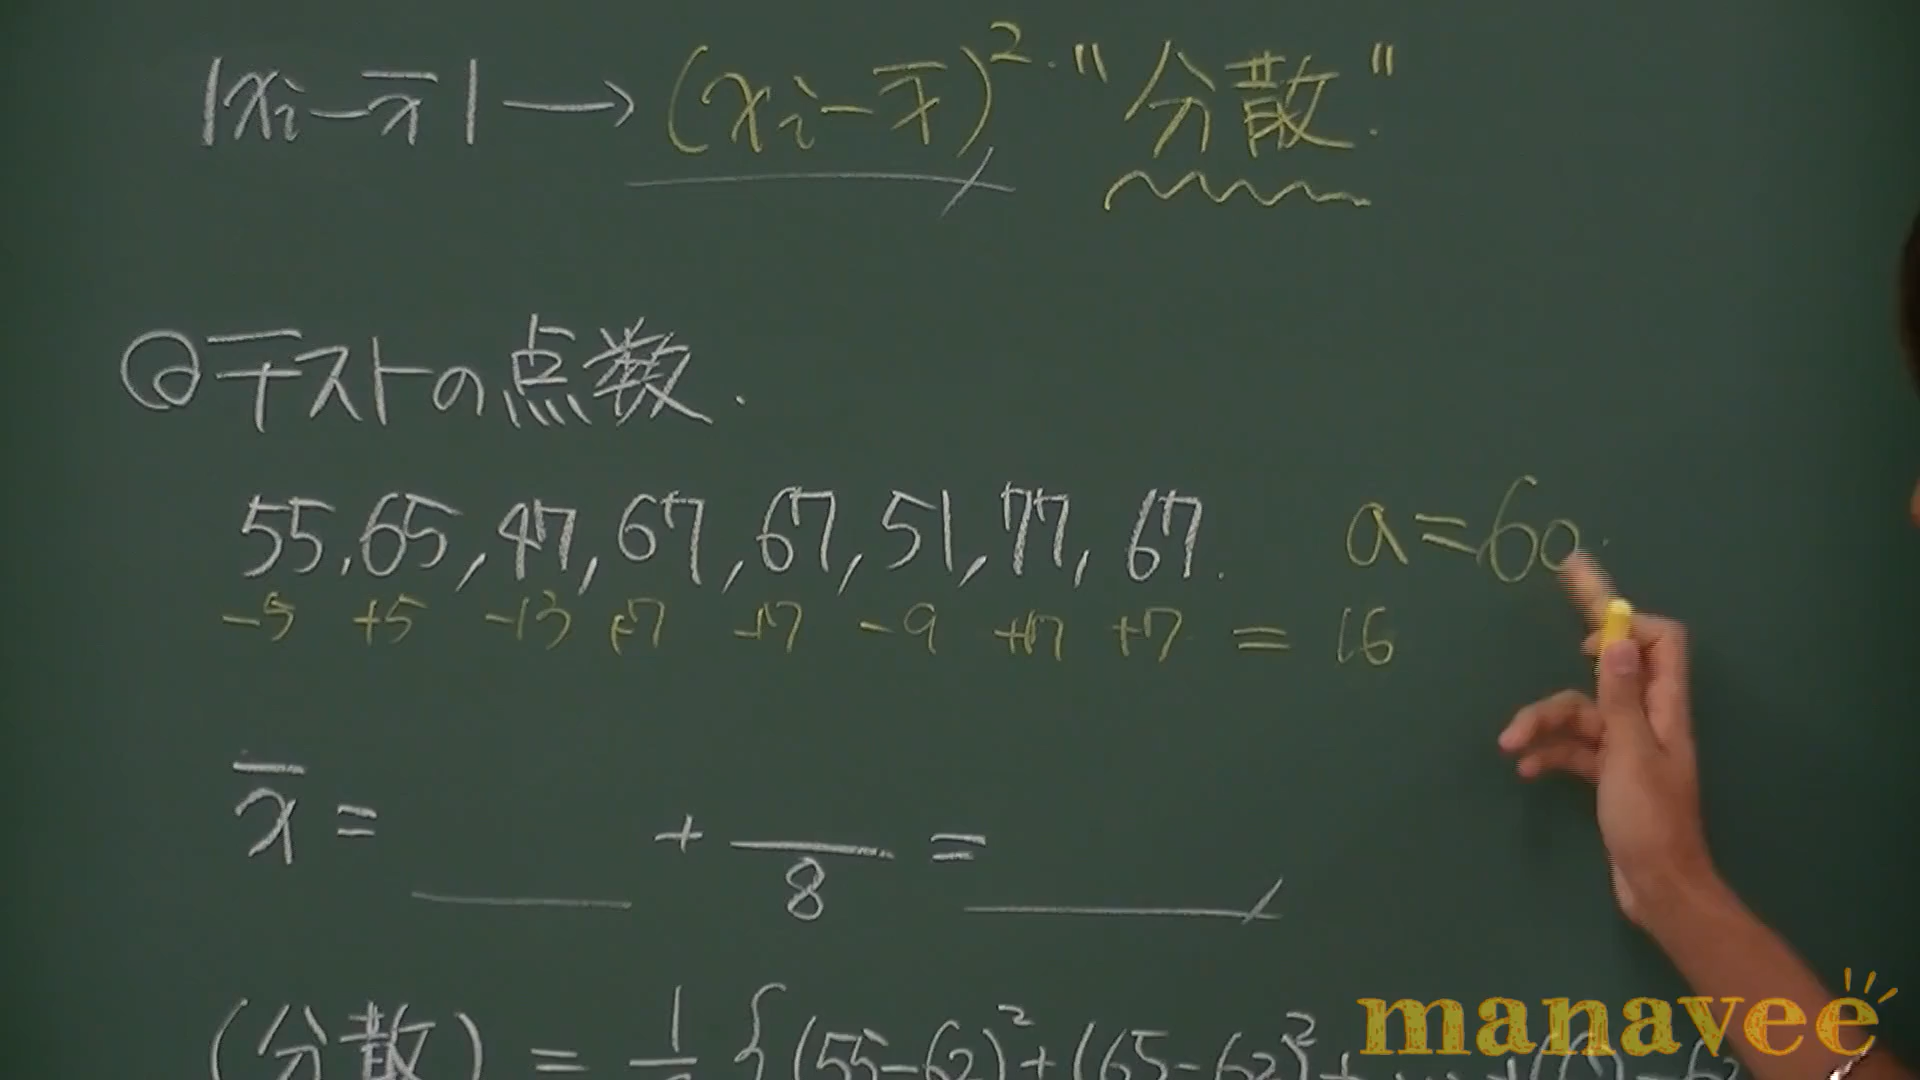 |xi-x̄| → (xi-x̄)². "分散."
Q テストの点数.
55, 65, 47, 67, 67, 51, 77, 67. a=60.
-5 +5 -13 +7 +7 -9 +17 +7 = 16
x̄ = ＿ + ＿/8 = ＿
(分散) = 1 { (55-62)² + (65-62)² + … + ( - 62
manavee